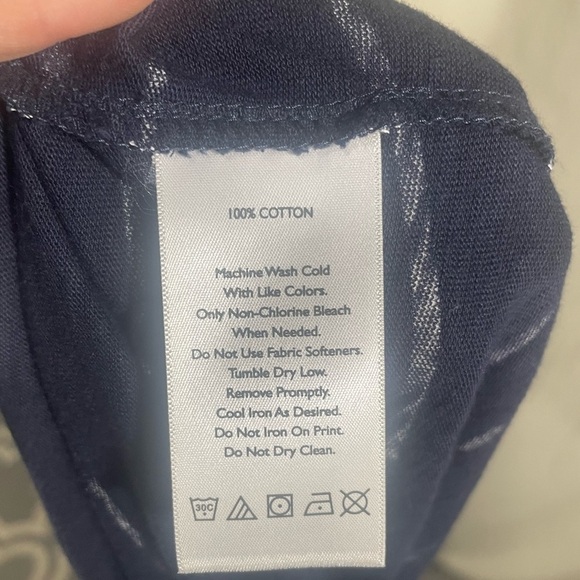 100% COTTON
Machine Wash Cold
With Like Colors.
Only Non-Chlorine Bleach
When Needed.
Do Not Use Fabric Softeners.
Tumble Dry Low.
Remove Promptly.
Cool Iron As Desired.
Do Not Iron On Print.
Do Not Dry Clean.
30C